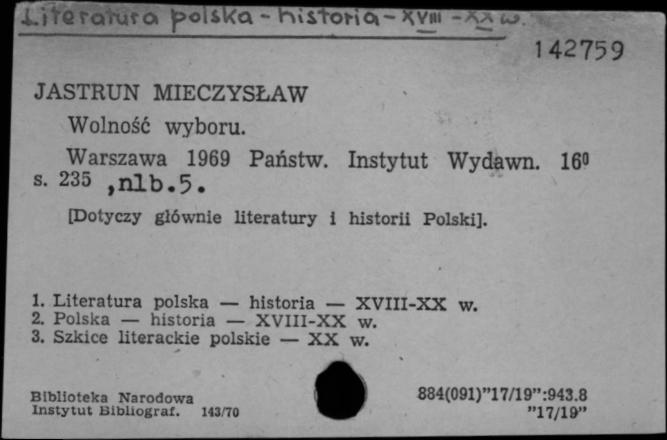 Literatura polska - historia - XVIII - XX w.
142759
JASTRUN MIECZYSŁAW
Wolność wyboru.
Warszawa 1969 Państw. Instytut Wydawn. 16⁰
s. 235 ,nlb.5.
[Dotyczy głównie literatury i historii Polski].
1. Literatura polska — historia — XVIII-XX w.
2. Polska — historia — XVIII-XX w.
3. Szkice literackie polskie — XX w.
Biblioteka Narodowa
Instytut Bibliograf. 143/70
884(091)"17/19":943.8
"17/19"